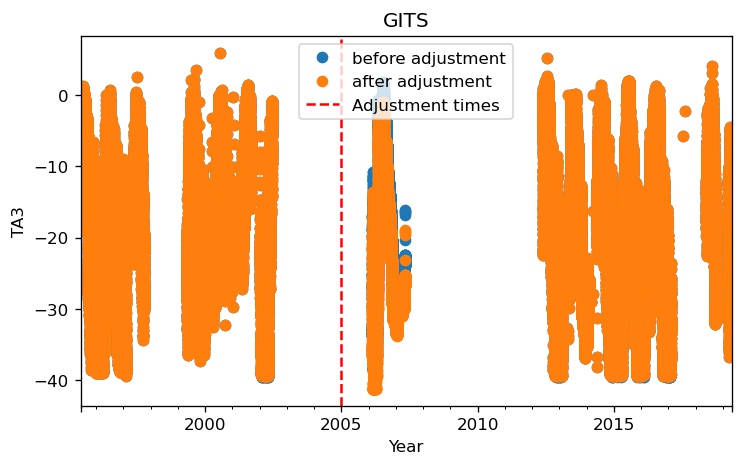 GITS
before adjustment
after adjustment
Adjustment times
TA3
0
−10
−20
−30
−40
2000
2005
2010
2015
Year